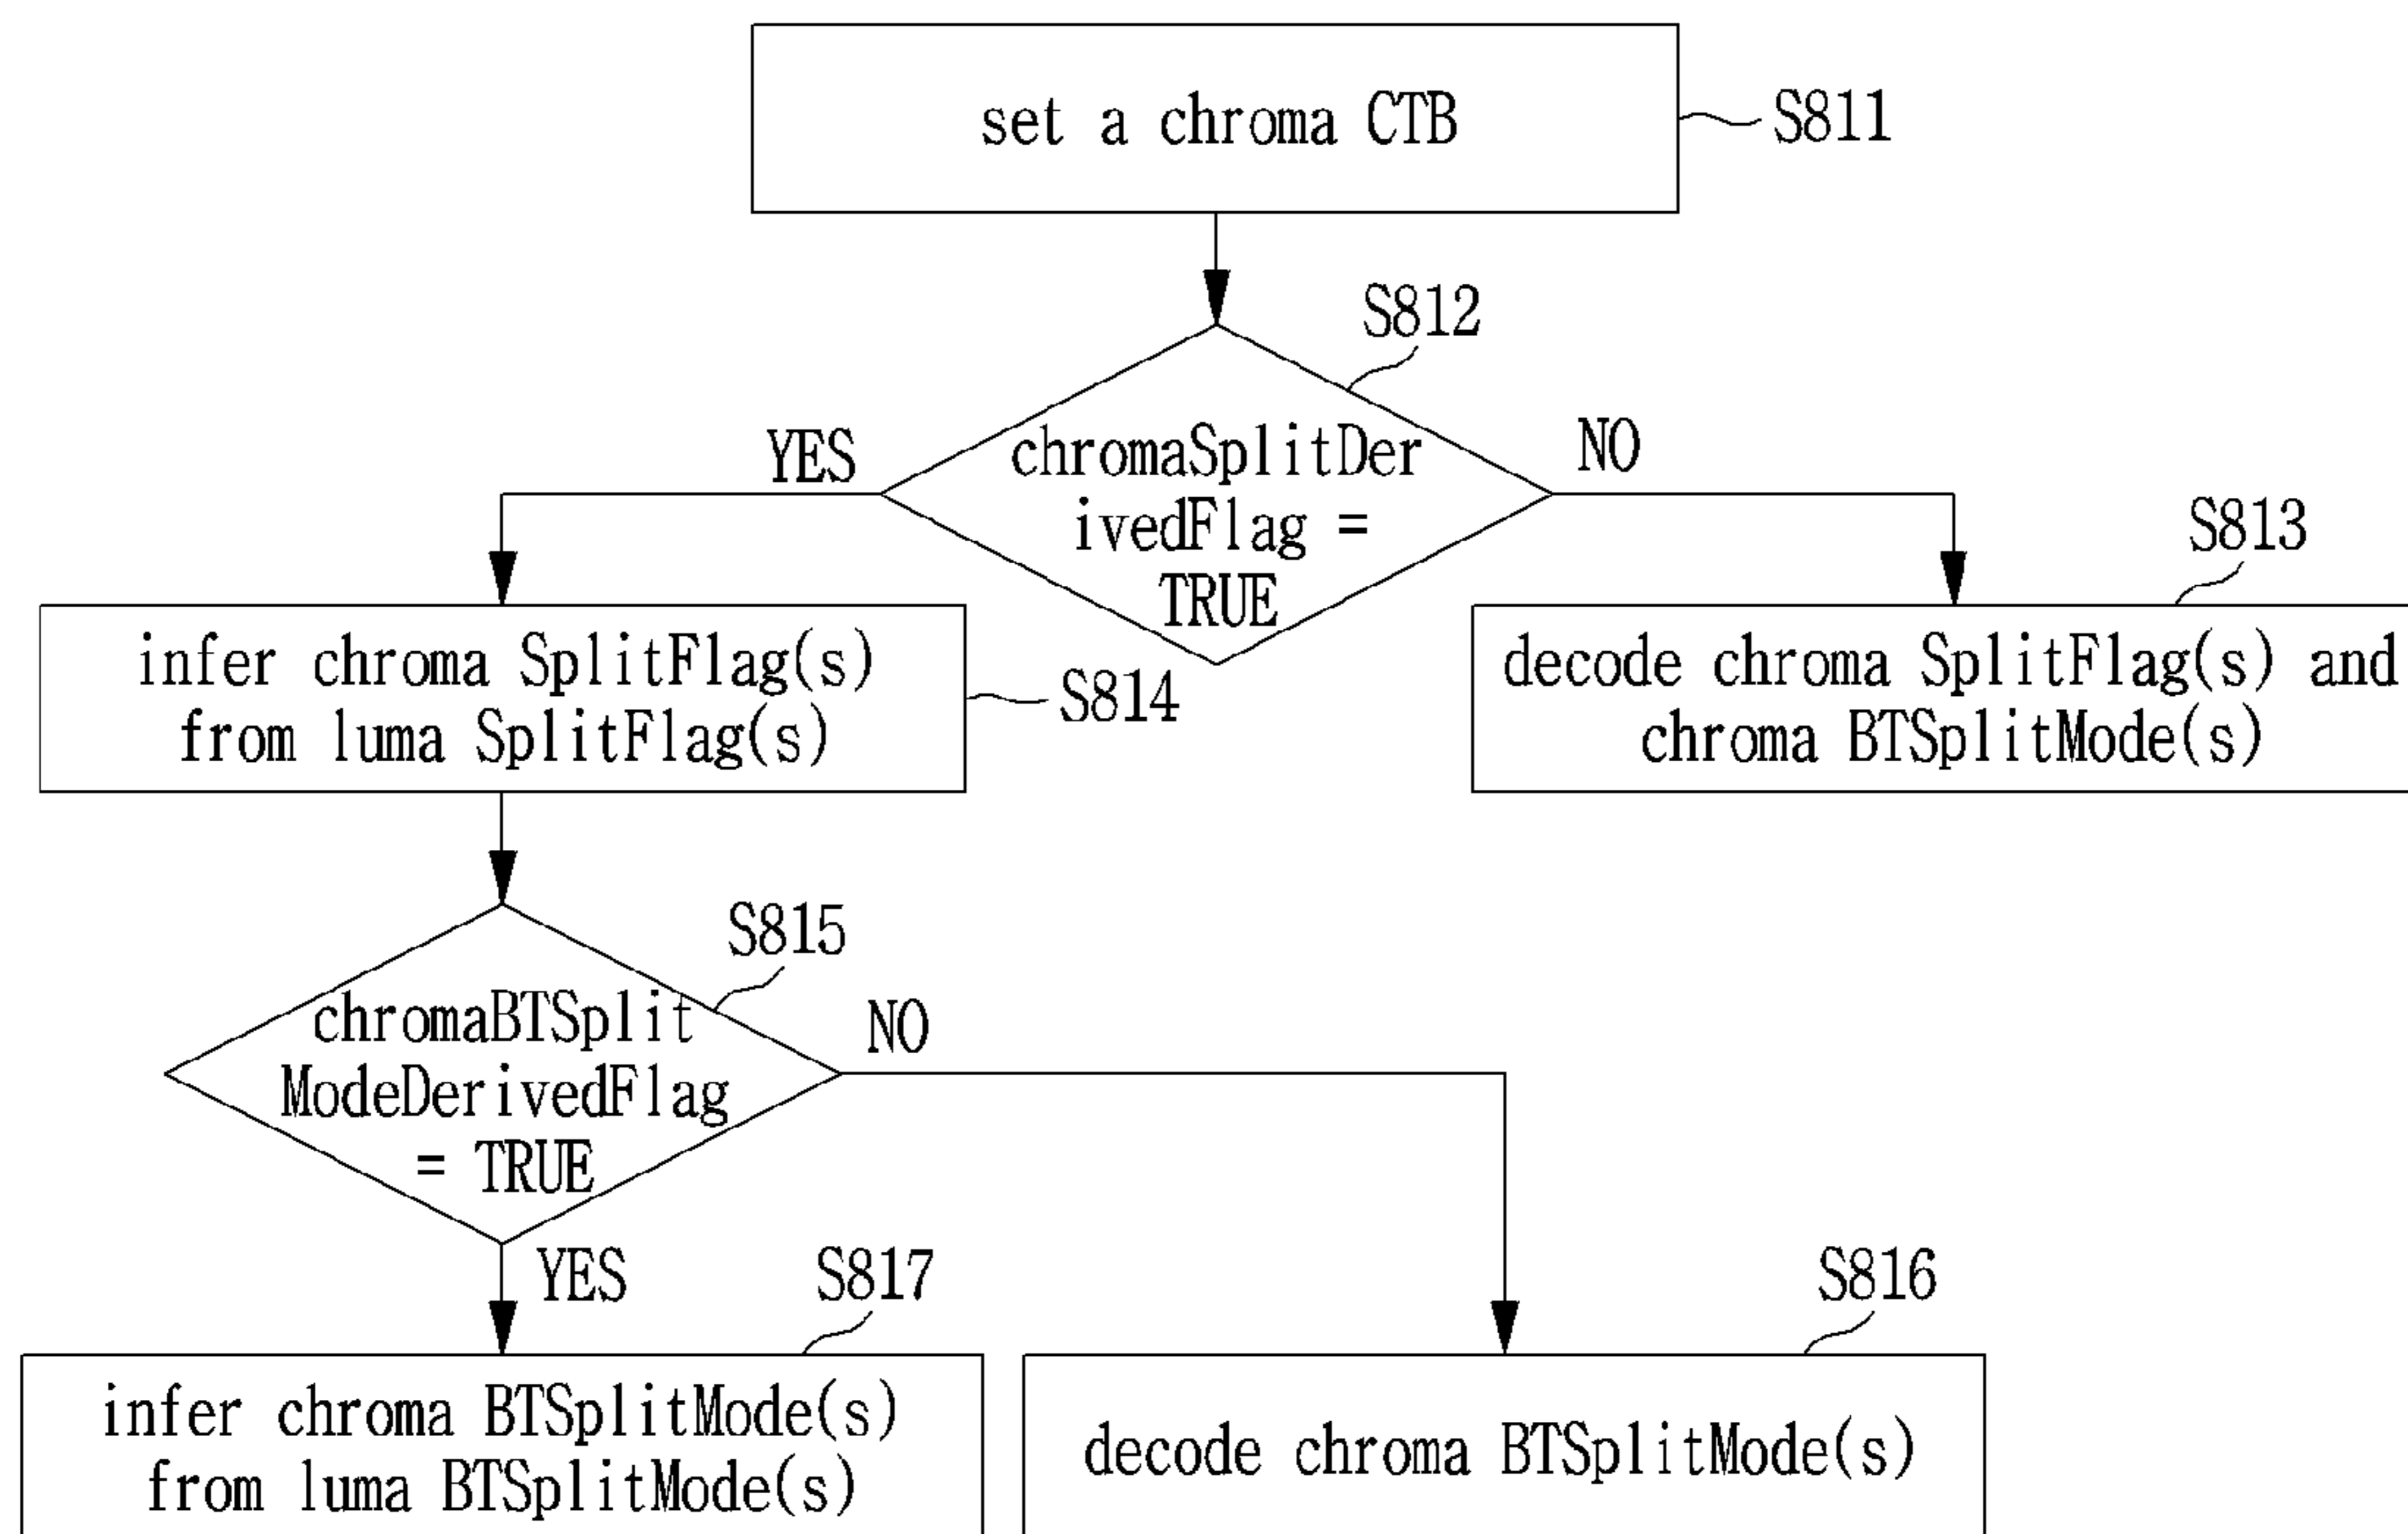 set a chroma CTB
S811
S812
YES
NO
chromaSplitDer
ivedFlag =
TRUE
S813
infer chroma SplitFlag(s)
from luma SplitFlag(s)
S814
decode chroma SplitFlag(s) and
chroma BTSplitMode(s)
S815
chromaBTSplit
ModeDerivedFlag
= TRUE
NO
YES
S817
S816
infer chroma BTSplitMode(s)
from luma BTSplitMode(s)
decode chroma BTSplitMode(s)